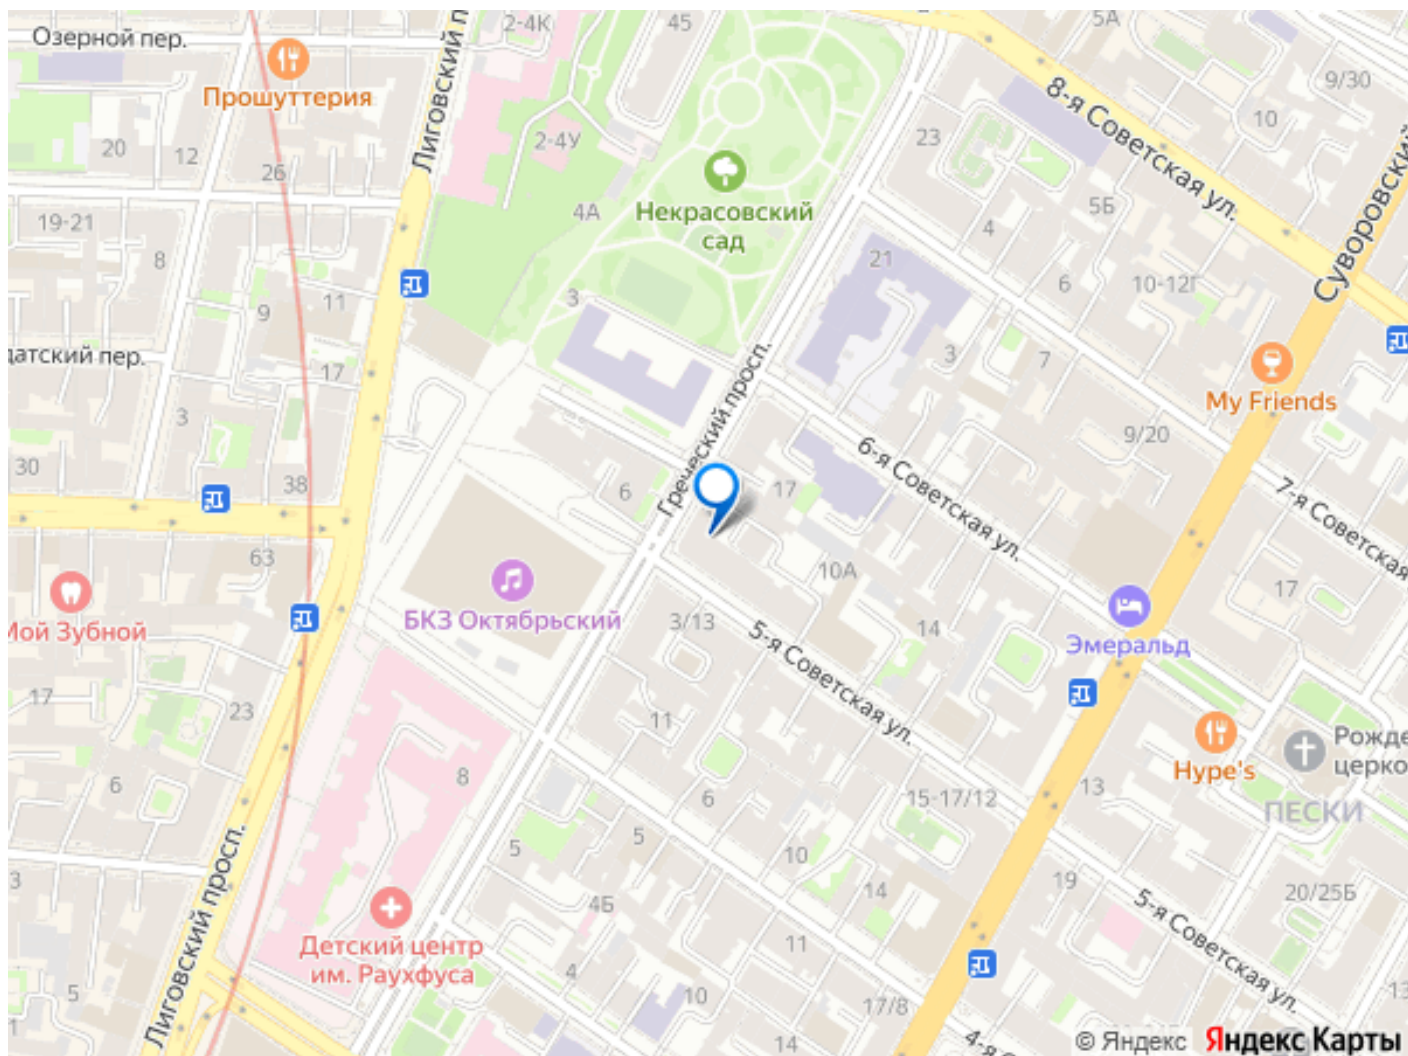 Озерной пер.
Прошуттерия
Лиговский п
2-4К
45
5А
9/30
8-я Советская ул.
10
23
20
12
26
2-4У
Некрасовский
сад
4А
19-21
8
5Б
4
Суворовский
21
6
10-12Г
9
11
3
датский пер.
17
Греческий просп.
3
7
My Friends
9/20
3
30
38
6
17
6-я Советская ул.
7-я Советская
63
10А
17
БКЗ Октябрьский
Мой Зубной
3/13
5-я Советская ул.
14
Эмеральд
17
23
11
Рожде
церко
Hype's
ПЕСКИ
8
6
6
13
15-17/12
5
5
10
14
19
20/25Б
3
4Б
Лиговский просп.
Детский центр
им. Раухфуса
11
5-я Советская ул.
4
10
17/8
5
1
13
14
4-я
© Яндекс Яндекс Карты